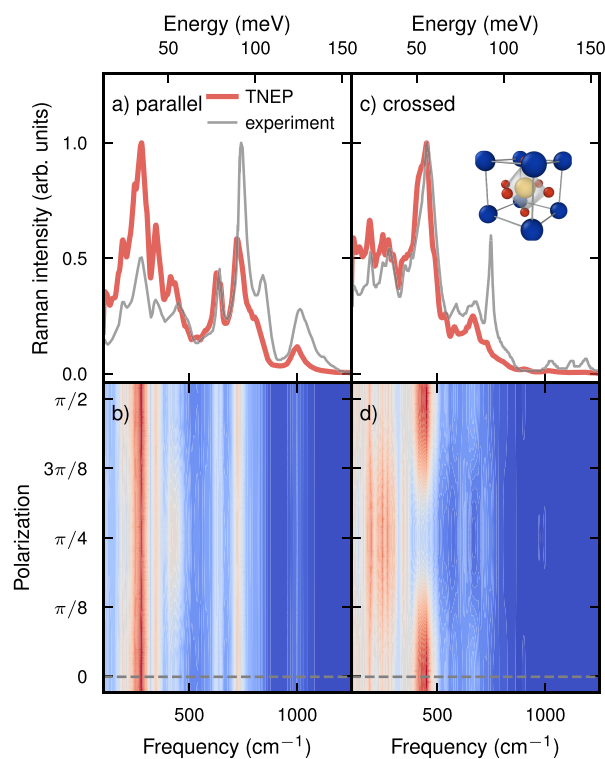 Energy (meV)
Energy (meV)
50
100
150
50
100
150
a) parallel
TNEP
experiment
c) crossed
Raman intensity (arb. units)
1.0
0.5
0.0
b)
d)
Polarization
π/2
3π/8
π/4
π/8
0
500
1000
500
1000
Frequency (cm⁻¹)
Frequency (cm⁻¹)